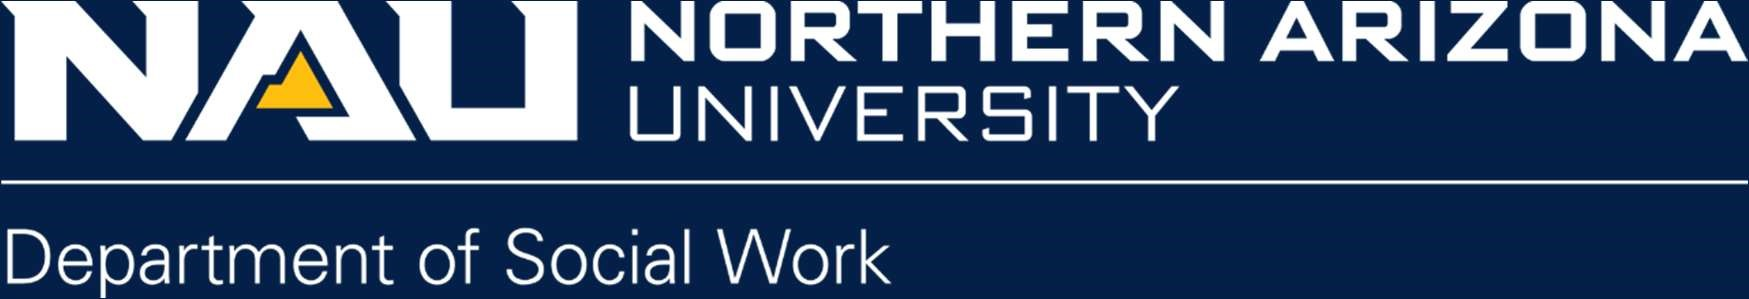 NAU
NORTHERN ARIZONA
UNIVERSITY
Department of Social Work